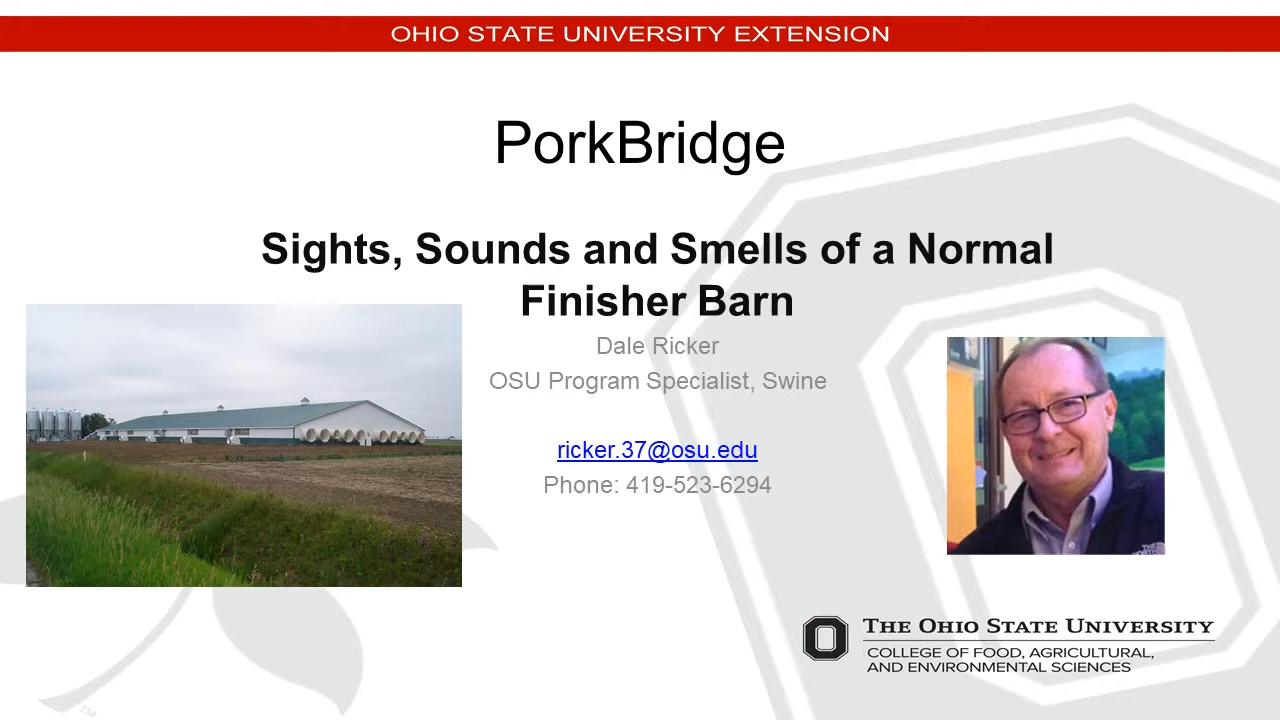 OHIO STATE UNIVERSITY EXTENSION
PorkBridge
Sights, Sounds and Smells of a Normal
Finisher Barn
Dale Ricker
OSU Program Specialist, Swine
ricker.37@osu.edu
Phone: 419-523-6294
THE OHIO STATE UNIVERSITY
COLLEGE OF FOOD, AGRICULTURAL,
AND ENVIRONMENTAL SCIENCES
TM